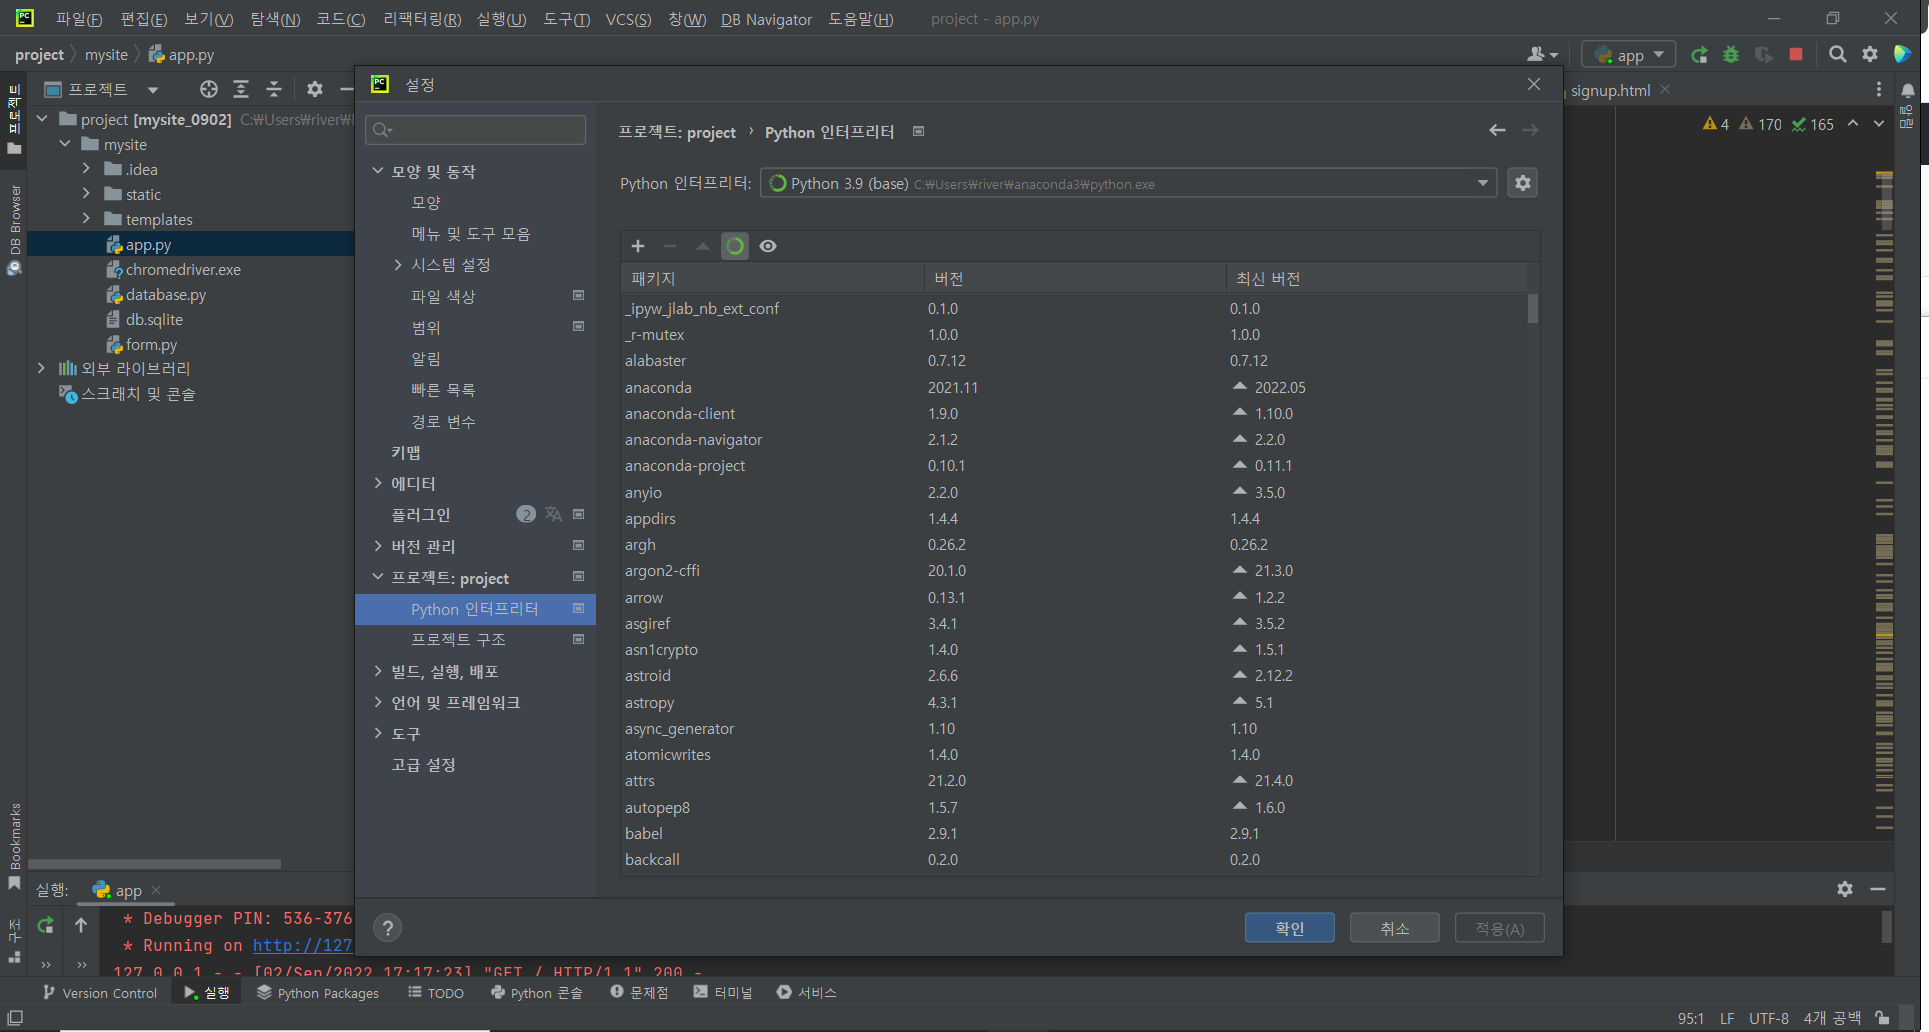 PC 파일(F) 편집(E) 보기(V) 탐색(N) 코드(C) 리팩터링(R) 실행(U) 도구(T) VCS(S) 창(W) DB Navigator 도움말(H) project - app.py
project mysite app.py
app
프로젝트
프로젝트
DB Browser
Bookmarks
구조
project [mysite_0902] C:₩Users₩river₩
mysite
.idea
static
templates
app.py
chromedriver.exe
database.py
db.sqlite
form.py
외부 라이브러리
스크래치 및 콘솔
signup.html
4 170 165
알림
PC 설정
모양 및 동작
모양
메뉴 및 도구 모음
시스템 설정
파일 색상
범위
알림
빠른 목록
경로 변수
키맵
에디터
플러그인 2
버전 관리
프로젝트: project
Python 인터프리터
프로젝트 구조
빌드, 실행, 배포
언어 및 프레임워크
도구
고급 설정
프로젝트: project › Python 인터프리터
Python 인터프리터: Python 3.9 (base) C:₩Users₩river₩anaconda3₩python.exe
패키지 버전 최신 버전
_ipyw_jlab_nb_ext_conf 0.1.0 0.1.0
_r-mutex 1.0.0 1.0.0
alabaster 0.7.12 0.7.12
anaconda 2021.11 2022.05
anaconda-client 1.9.0 1.10.0
anaconda-navigator 2.1.2 2.2.0
anaconda-project 0.10.1 0.11.1
anyio 2.2.0 3.5.0
appdirs 1.4.4 1.4.4
argh 0.26.2 0.26.2
argon2-cffi 20.1.0 21.3.0
arrow 0.13.1 1.2.2
asgiref 3.4.1 3.5.2
asn1crypto 1.4.0 1.5.1
astroid 2.6.6 2.12.2
astropy 4.3.1 5.1
async_generator 1.10 1.10
atomicwrites 1.4.0 1.4.0
attrs 21.2.0 21.4.0
autopep8 1.5.7 1.6.0
babel 2.9.1 2.9.1
backcall 0.2.0 0.2.0
? 확인 취소 적용(A)
실행: app
* Debugger PIN: 536-376
* Running on http://127
127.0.0.1 - - [02/Sep/2022 17:17:23] "GET / HTTP/1.1" 200 -
Version Control 실행 Python Packages TODO Python 콘솔 문제점 터미널 서비스
95:1 LF UTF-8 4개 공백